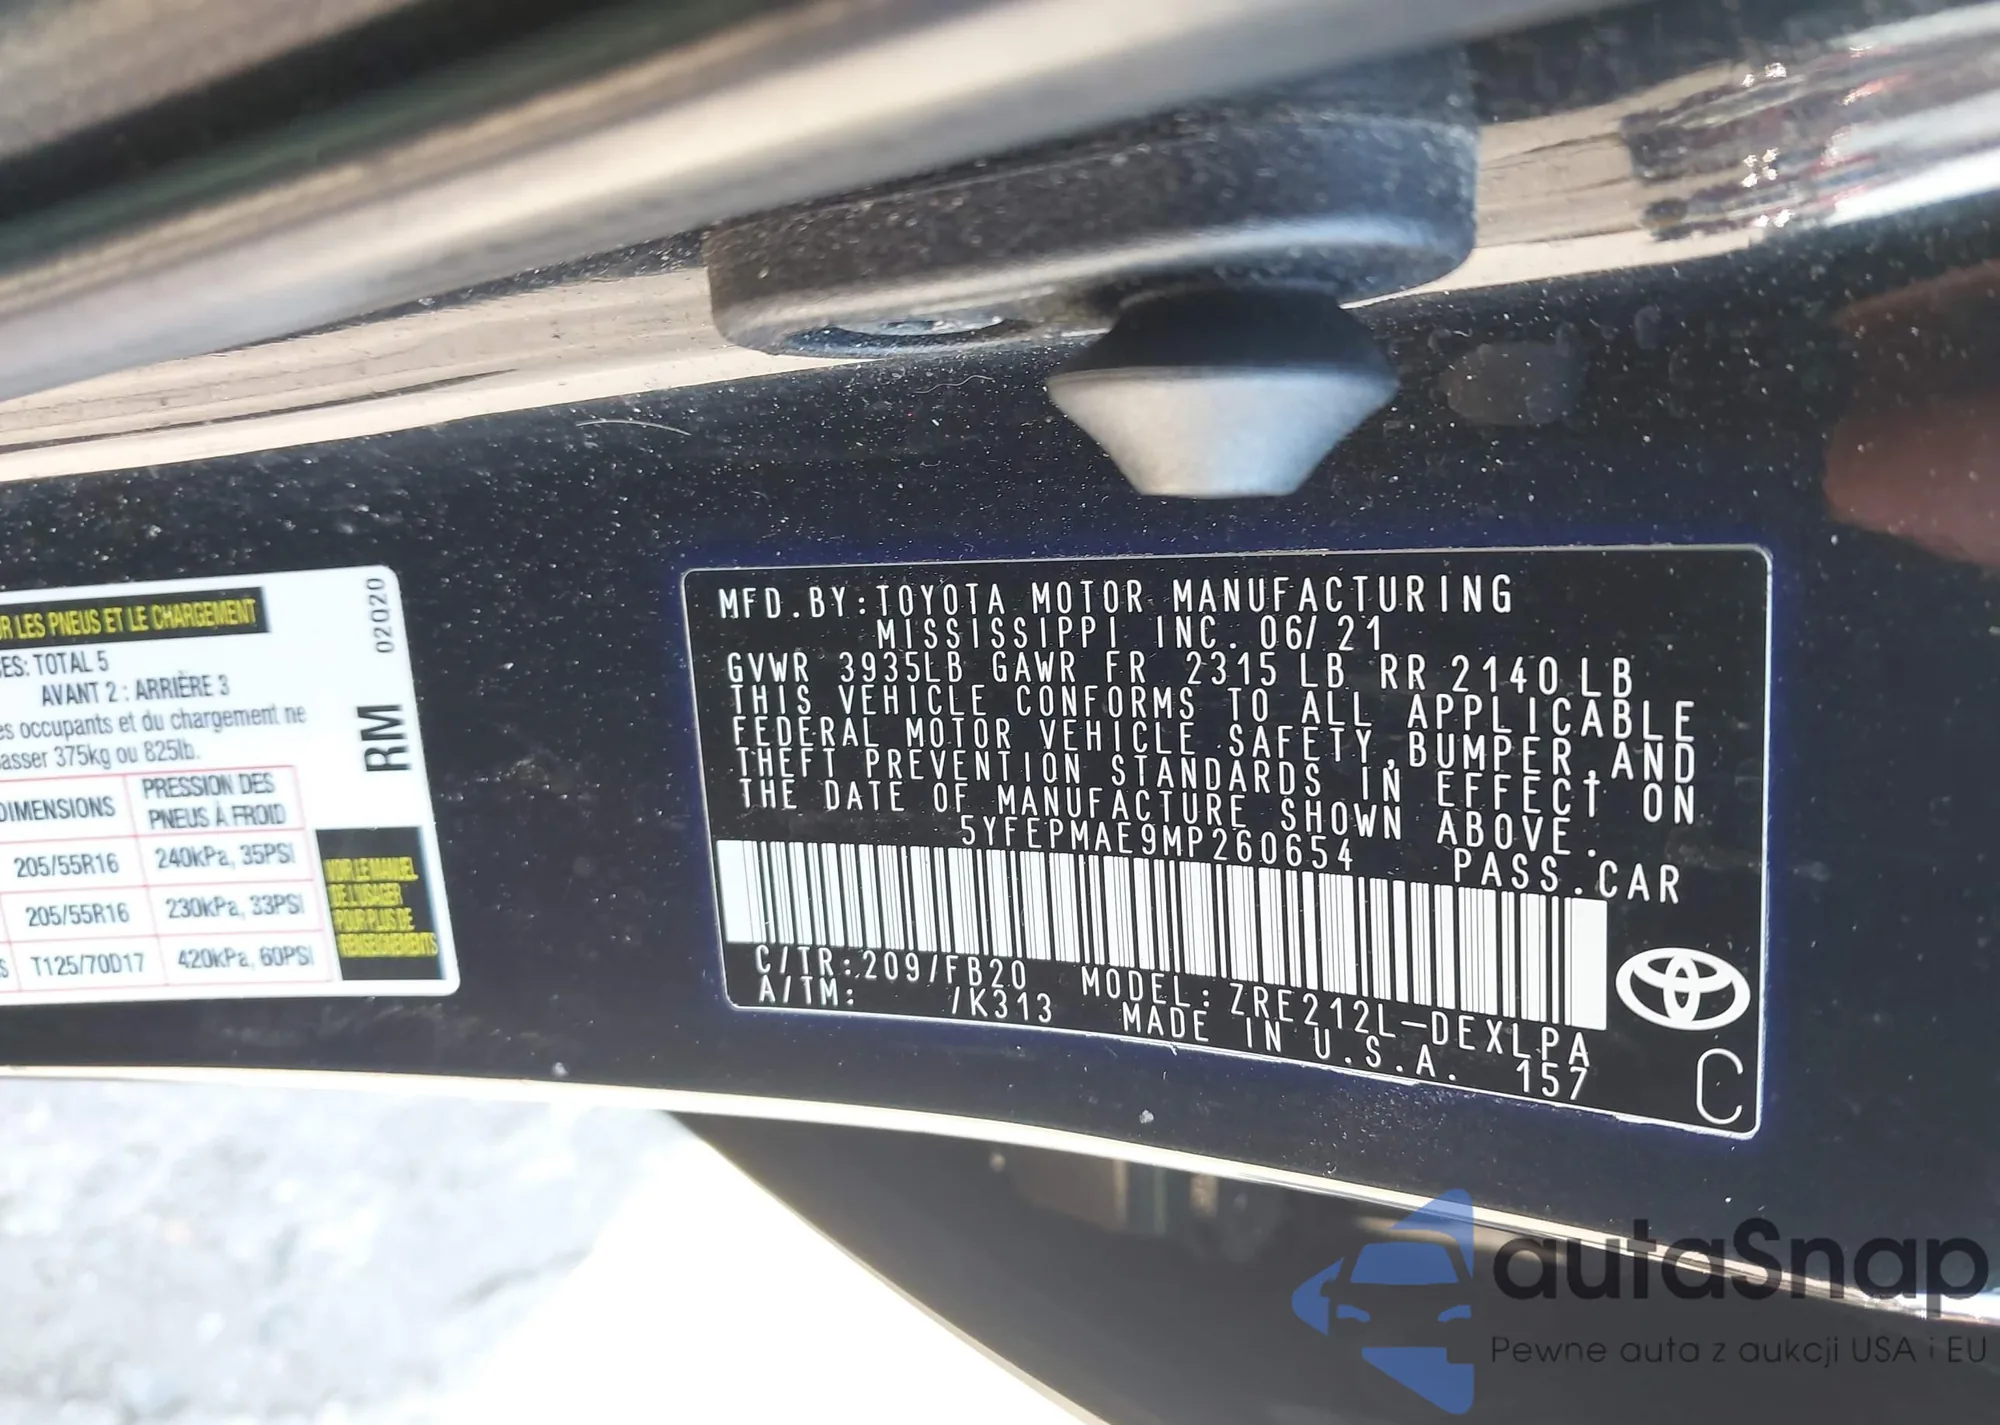 R LES PNEUS ET LE CHARGEMENT
02020
ES: TOTAL 5
AVANT 2 : ARRIÈRE 3
es occupants et du chargement ne
asser 375kg ou 825lb.
RM
DIMENSIONS PRESSION DES PNEUS À FROID
205/55R16 240kPa, 35PSI
205/55R16 230kPa, 33PSI
S T125/70D17 420kPa, 60PSI
VOIR LE MANUEL
DE L'USAGER
POUR PLUS DE
RENSEIGNEMENTS
MFD.BY:TOYOTA MOTOR MANUFACTURING
MISSISSIPPI INC. 06/21
GVWR 3935LB GAWR FR 2315LB RR 2140LB
THIS VEHICLE CONFORMS TO ALL APPLICABLE
FEDERAL MOTOR VEHICLE SAFETY,BUMPER,AND
THEFT PREVENTION STANDARDS IN EFFECT ON
THE DATE OF MANUFACTURE SHOWN ABOVE.
5YFEPMAE9MP260654 PASS.CAR
C/TR:209/FB20 MODEL:ZRE212L-DEXLPA
A/TM: /K313 MADE IN U.S.A. 157
C
autaSnap
Pewne auta z aukcji USA i EU